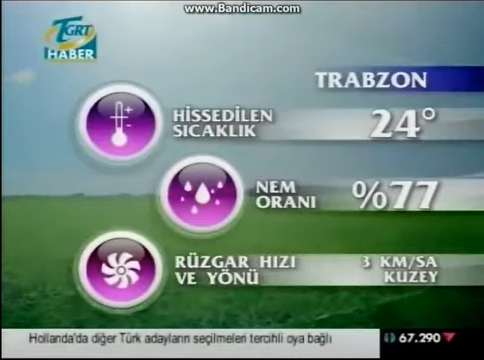 www.Bandicam.com
TGRT
HABER
TRABZON
HİSSEDİLEN
SICAKLIK
24°
NEM
ORANI
%77
RÜZGAR HIZI
VE YÖNÜ
3 KM/SA
KUZEY
Hollanda'da diğer Türk adayların seçilmeleri tercihli oya bağlı
67.290